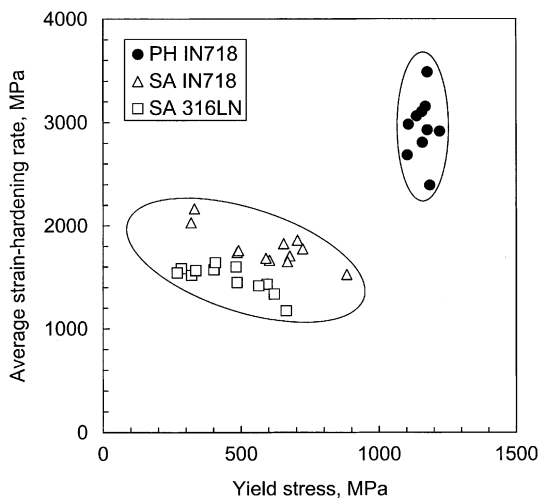 4000
3000
2000
1000
0
0
500
1000
1500
PH IN718
SA IN718
SA 316LN
Average strain-hardening rate, MPa
Yield stress, MPa